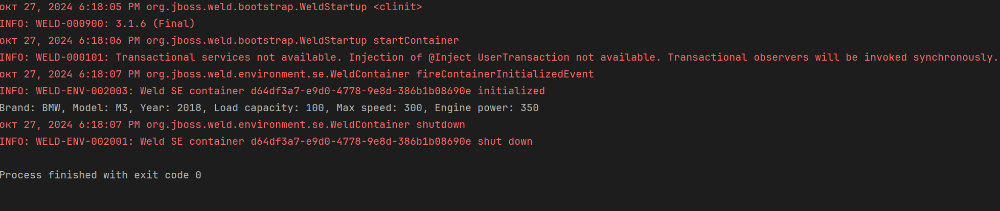 окт 27, 2024 6:18:05 PM org.jboss.weld.bootstrap.WeldStartup <clinit>
INFO: WELD-000900: 3.1.6 (Final)
окт 27, 2024 6:18:06 PM org.jboss.weld.bootstrap.WeldStartup startContainer
INFO: WELD-000101: Transactional services not available. Injection of @Inject UserTransaction not available. Transactional observers will be invoked synchronously.
окт 27, 2024 6:18:07 PM org.jboss.weld.environment.se.WeldContainer fireContainerInitializedEvent
INFO: WELD-ENV-002003: Weld SE container d64df3a7-e9d0-4778-9e8d-386b1b08690e initialized
Brand: BMW, Model: M3, Year: 2018, Load capacity: 100, Max speed: 300, Engine power: 350
окт 27, 2024 6:18:07 PM org.jboss.weld.environment.se.WeldContainer shutdown
INFO: WELD-ENV-002001: Weld SE container d64df3a7-e9d0-4778-9e8d-386b1b08690e shut down
Process finished with exit code 0